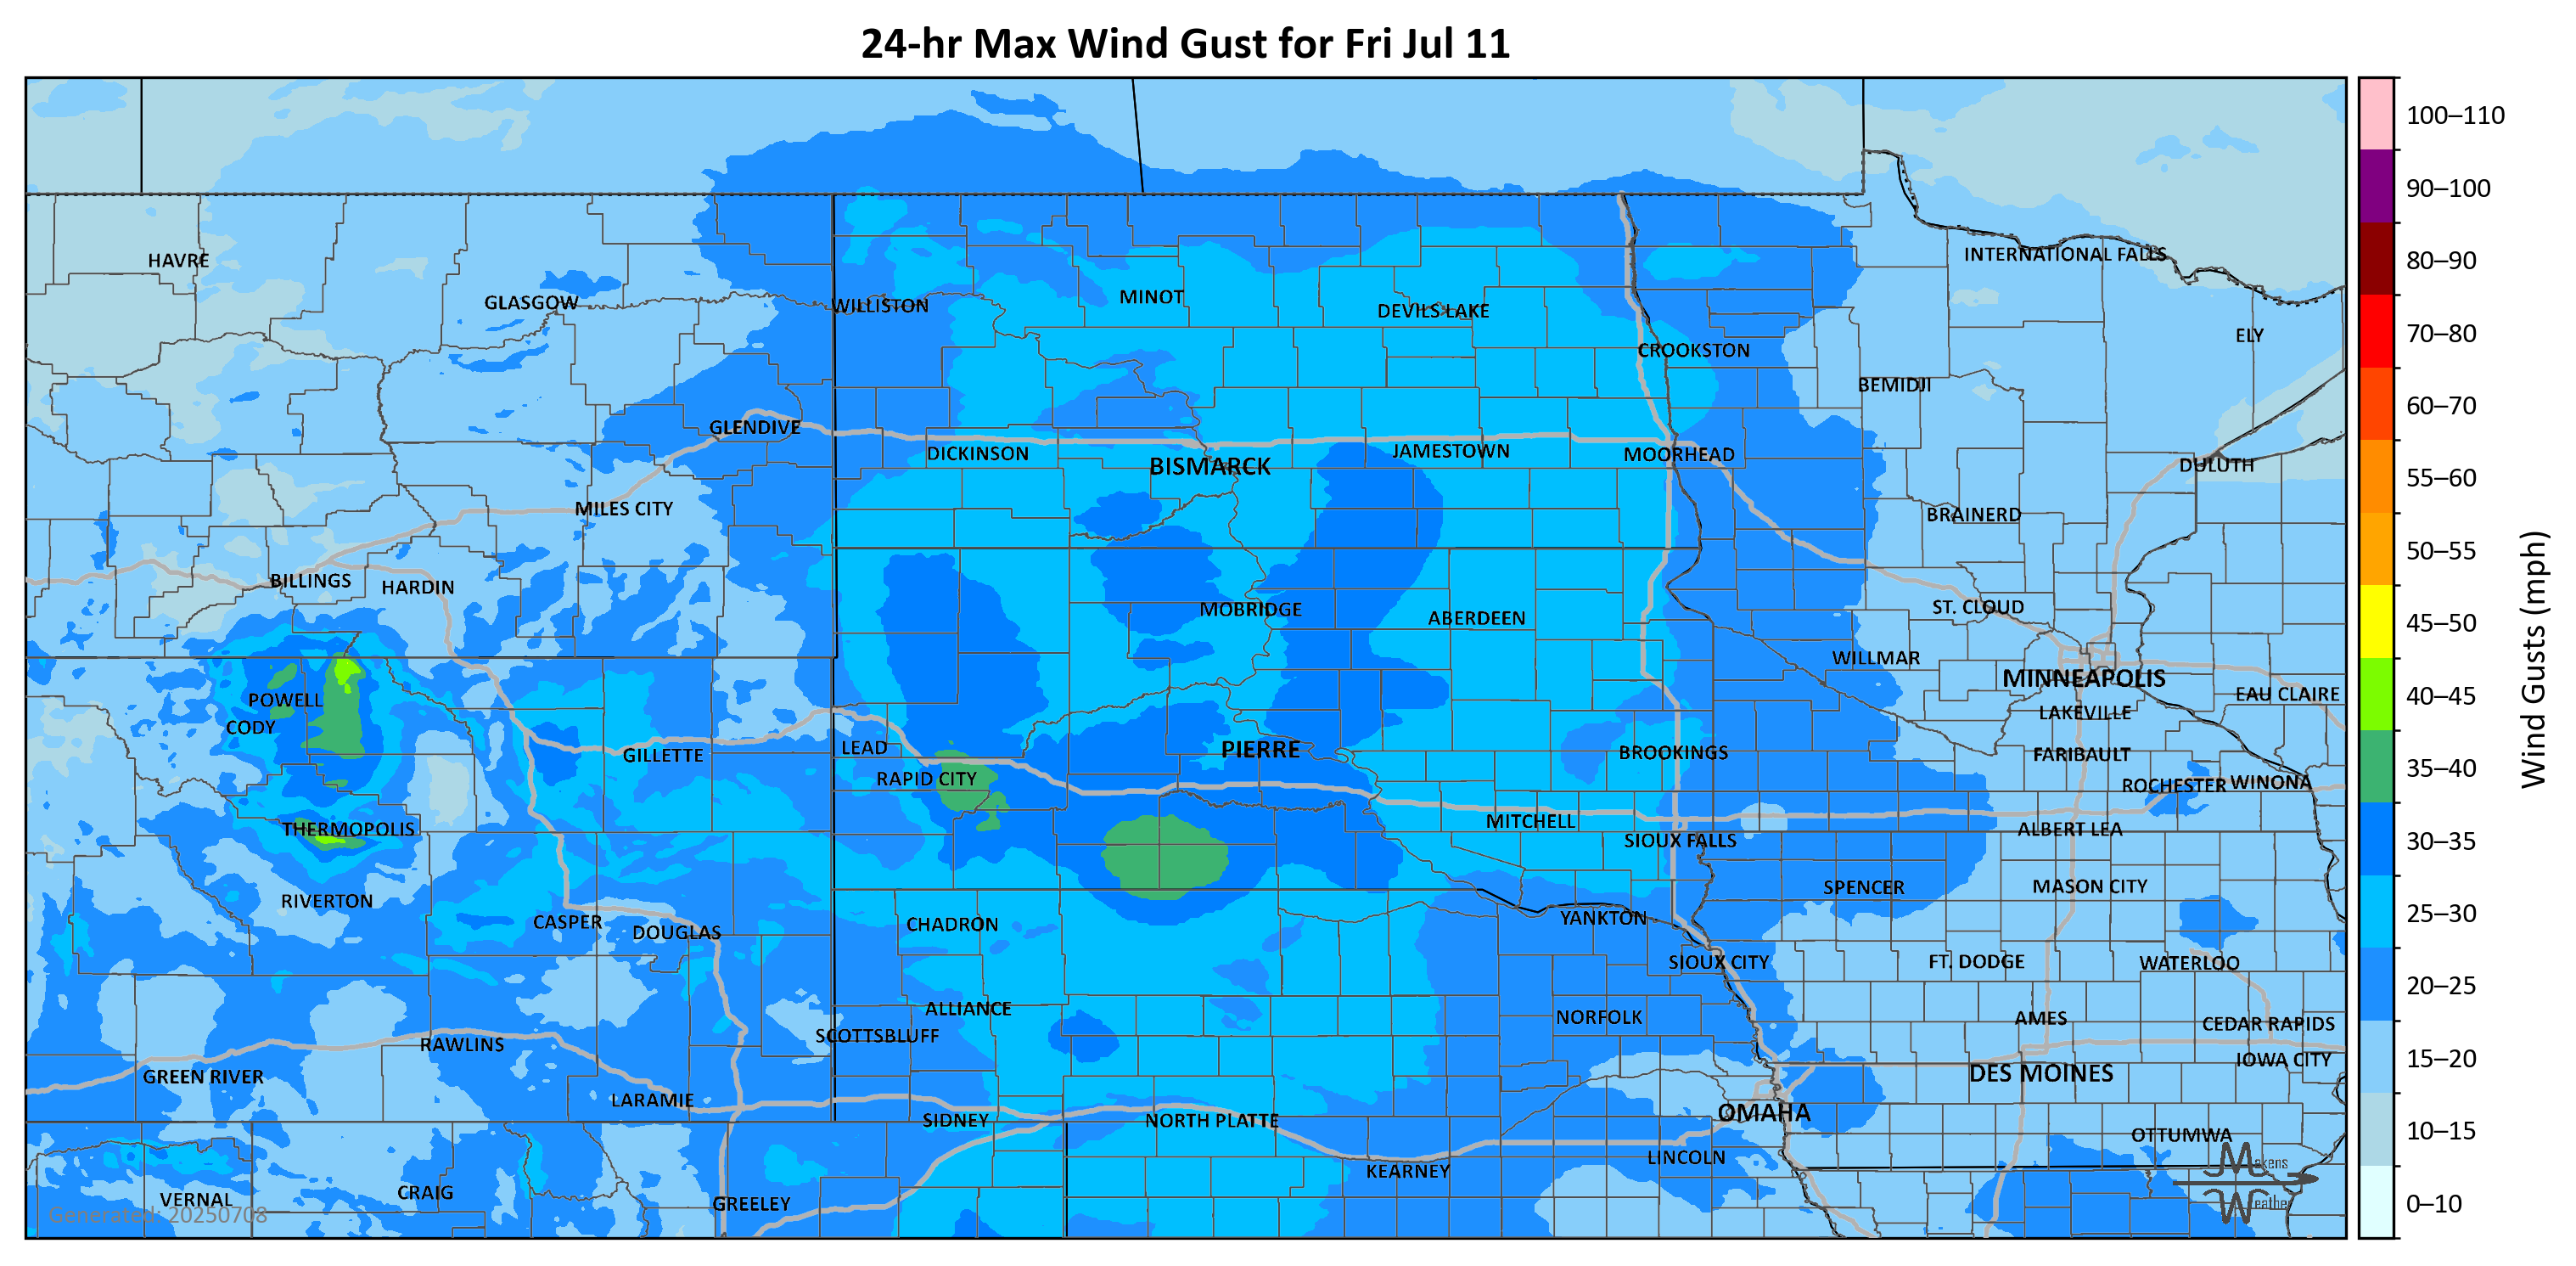 24-hr Max Wind Gust for Fri Jul 11
100–110
90–100
80–90
70–80
60–70
55–60
50–55
45–50
40–45
35–40
30–35
25–30
20–25
15–20
10–15
0–10
Wind Gusts (mph)
HAVRE
INTERNATIONAL FALLS
GLASGOW
WILLISTON
MINOT
DEVILS LAKE
ELY
CROOKSTON
BEMIDJI
GLENDIVE
DICKINSON
BISMARCK
JAMESTOWN
MOORHEAD
DULUTH
MILES CITY
BRAINERD
BILLINGS
HARDIN
MOBRIDGE
ABERDEEN
ST. CLOUD
WILLMAR
MINNEAPOLIS
EAU CLAIRE
POWELL
CODY
LAKEVILLE
GILLETTE
LEAD
PIERRE
BROOKINGS
FARIBAULT
RAPID CITY
ROCHESTER
WINONA
THERMOPOLIS
MITCHELL
SIOUX FALLS
ALBERT LEA
RIVERTON
SPENCER
MASON CITY
CASPER
DOUGLAS
CHADRON
YANKTON
SIOUX CITY
FT. DODGE
WATERLOO
ALLIANCE
SCOTTSBLUFF
NORFOLK
AMES
CEDAR RAPIDS
RAWLINS
IOWA CITY
GREEN RIVER
DES MOINES
LARAMIE
SIDNEY
NORTH PLATTE
OMAHA
OTTUMWA
KEARNEY
LINCOLN
VERNAL
CRAIG
GREELEY
Generated: 20250708
Makens
Weather